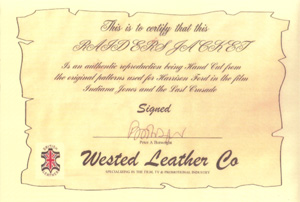 This is to certify that this
RAIDERS JACKET
Is an authentic reproduction being Hand Cut from
the original patterns used for Harrison Ford in the film
Indiana Jones and the Last Crusade
Signed
Peter A. Botwright
Wested Leather Co
SPECIALISING IN THE FILM, TV & PROMOTIONAL INDUSTRY